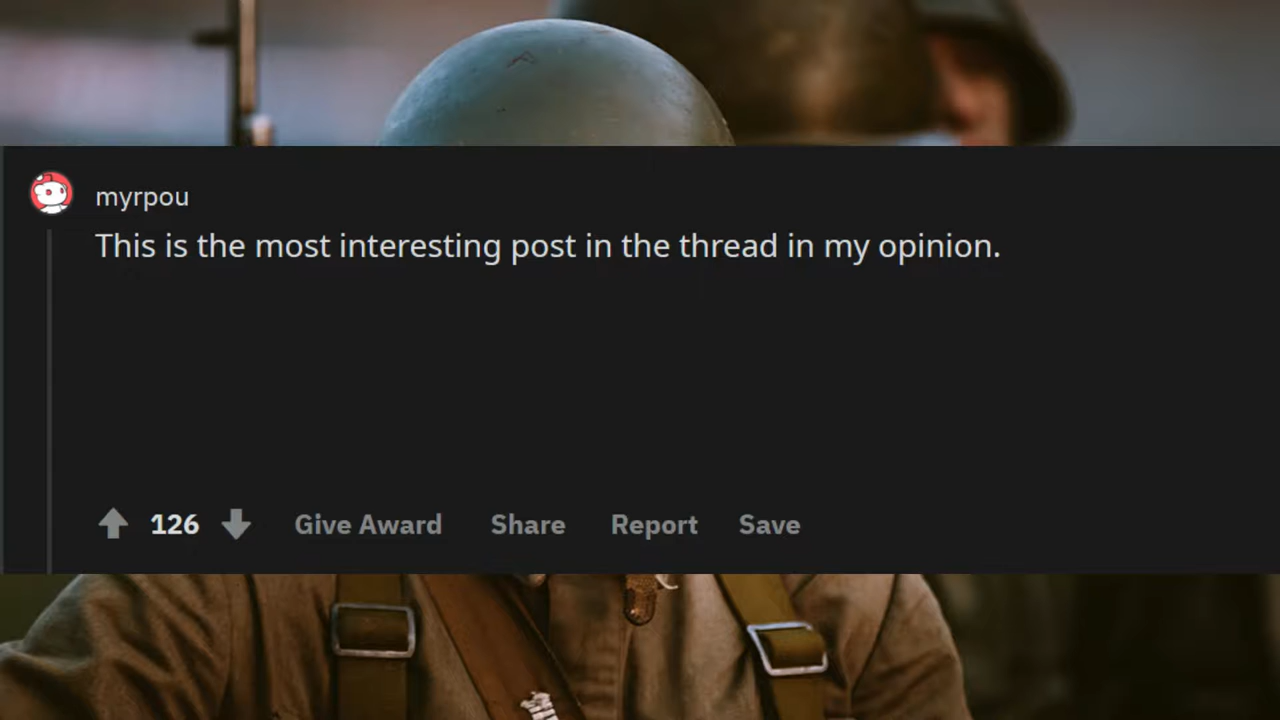 myrpou
This is the most interesting post in the thread in my opinion.
126 Give Award Share Report Save